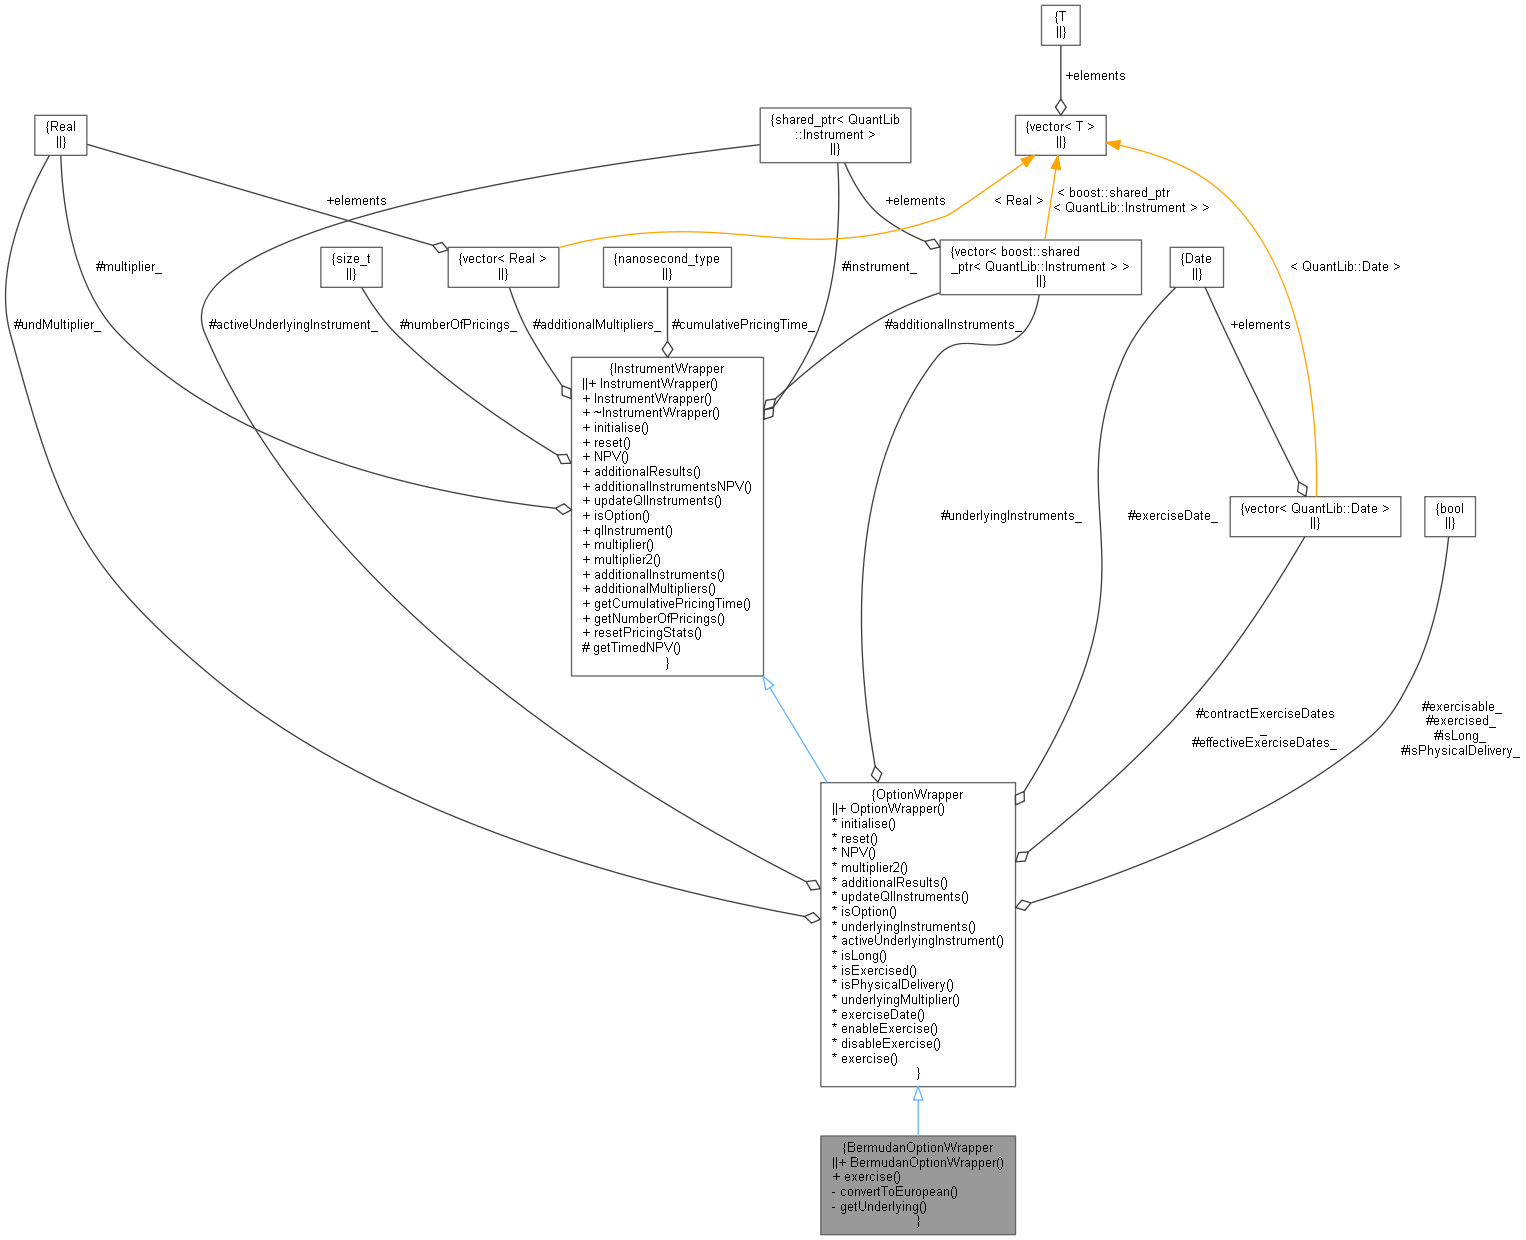 {T
||}
+elements
{Real
||}
{shared_ptr< QuantLib
::Instrument >
||}
{vector< T >
||}
+elements
+elements
< Real >
< boost::shared_ptr
< QuantLib::Instrument > >
#multiplier_
{size_t
||}
{vector< Real >
||}
{nanosecond_type
||}
#instrument_
{vector< boost::shared
_ptr< QuantLib::Instrument > >
||}
{Date
||}
< QuantLib::Date >
#undMultiplier_
#activeUnderlyingInstrument_
#numberOfPricings_
#additionalMultipliers_
#cumulativePricingTime_
#additionalInstruments_
+elements
{InstrumentWrapper
||+ InstrumentWrapper()
+ InstrumentWrapper()
+ ~InstrumentWrapper()
+ initialise()
+ reset()
+ NPV()
+ additionalResults()
+ additionalInstrumentsNPV()
+ updateQlInstruments()
+ isOption()
+ qlInstrument()
+ multiplier()
+ multiplier2()
+ additionalInstruments()
+ additionalMultipliers()
+ getCumulativePricingTime()
+ getNumberOfPricings()
+ resetPricingStats()
# getTimedNPV()
}
#underlyingInstruments_
#exerciseDate_
{vector< QuantLib::Date >
||}
{bool
||}
#contractExerciseDates
_
#effectiveExerciseDates_
#exercisable_
#exercised_
#isLong_
#isPhysicalDelivery_
{OptionWrapper
||+ OptionWrapper()
* initialise()
* reset()
* NPV()
* multiplier2()
* additionalResults()
* updateQlInstruments()
* isOption()
* underlyingInstruments()
* activeUnderlyingInstrument()
* isLong()
* isExercised()
* isPhysicalDelivery()
* underlyingMultiplier()
* exerciseDate()
* enableExercise()
* disableExercise()
* exercise()
}
{BermudanOptionWrapper
||+ BermudanOptionWrapper()
+ exercise()
- convertToEuropean()
- getUnderlying()
}